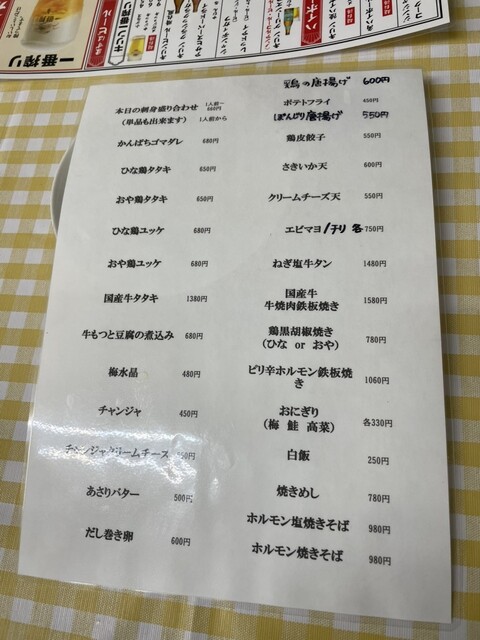 一番搾り
本日の刺身盛り合わせ 1人前〜 650円
(単品も出来ます) 1人前から
かんぱちゴマダレ 680円
ひな鶏タタキ 650円
おや鶏タタキ 650円
ひな鶏ユッケ 680円
おや鶏ユッケ 680円
国産牛タタキ 1380円
牛もつと豆腐の煮込み 680円
梅水晶 480円
チャンジャ 450円
チャンジャクリームチーズ
あさりバター 500円
だし巻き卵 600円
鶏の唐揚げ 600円
ポテトフライ 450円
ぼんじり唐揚げ 550円
鶏皮餃子 550円
さきいか天 600円
クリームチーズ天 550円
エビマヨ/チリ 各750円
ねぎ塩牛タン 1480円
国産牛
牛焼肉鉄板焼き 1580円
鶏黒胡椒焼き
(ひな or おや) 780円
ピリ辛ホルモン鉄板焼
き 1060円
おにぎり
(梅 鮭 高菜) 各330円
白飯 250円
焼きめし 780円
ホルモン塩焼きそば 980円
ホルモン焼きそば 980円